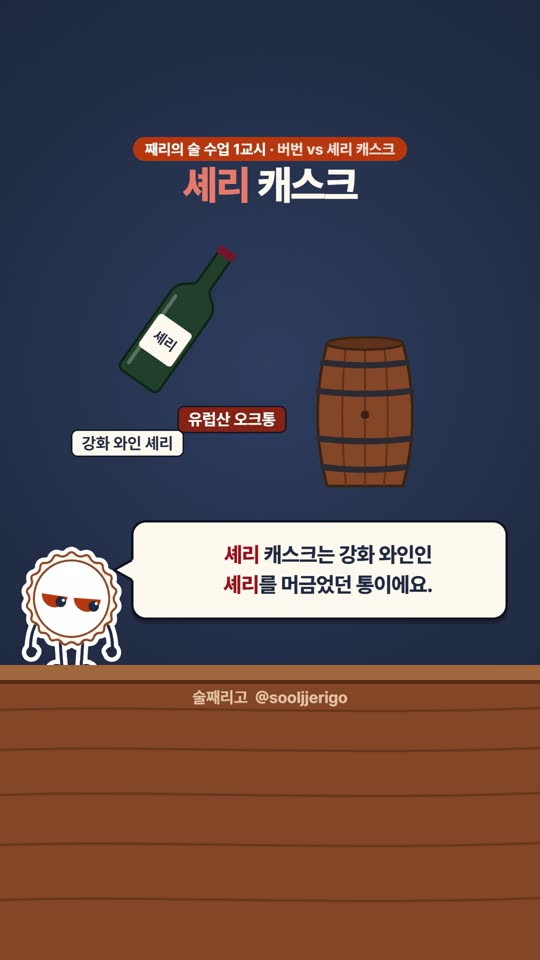 째리의 술 수업 1교시 · 버번 vs 셰리 캐스크
셰리 캐스크
셰리
유럽산 오크통
강화 와인 셰리
셰리 캐스크는 강화 와인인
셰리를 머금었던 통이에요.
술째리고 @sooljjerigo